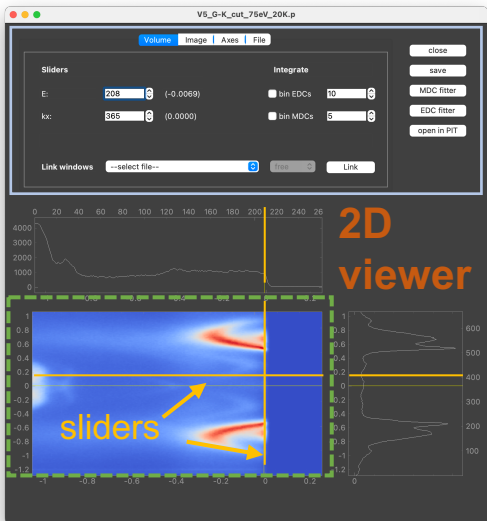 V5_G-K_cut_75eV_20K.p
Volume Image Axes File
close
Sliders Integrate
save
E: 208 (-0.0069) bin EDCs 10
MDC fitter
EDC fitter
kx: 365 (0.0000) bin MDCs 5
open in PIT
Link windows --select file-- free Link
0 20 40 60 80 100 120 140 160 180 200 220 240 26
4000
3000
2000
1000
0
2D
viewer
1
0.8
0.6
0.4
0.2
0
-0.2
-0.4
-0.6
-0.8
-1
-1.2
sliders
-1 -0.8 -0.6 -0.4 -0.2 0 0.2
1
0.8
0.6
0.4
0.2
0
-0.2
-0.4
-0.6
-0.8
-1
-1.2
600
500
400
300
200
100
0